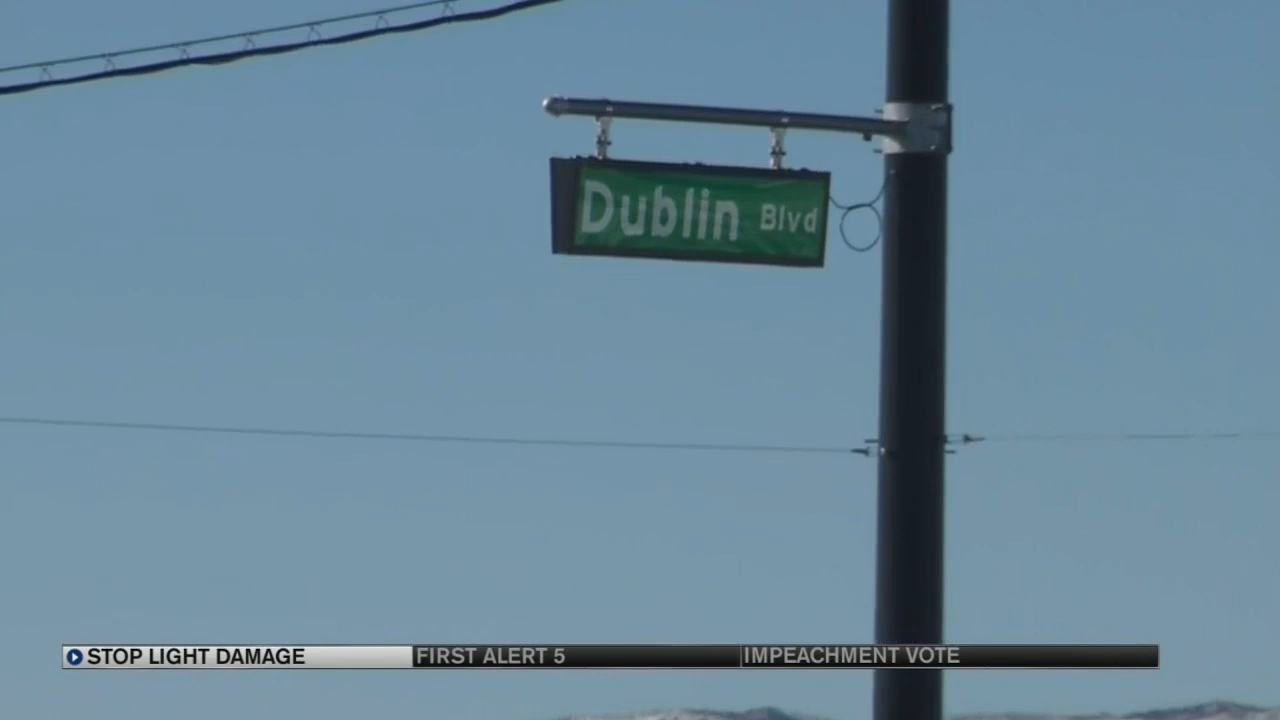 Dublin Blvd
STOP LIGHT DAMAGE
FIRST ALERT 5
IMPEACHMENT VOTE